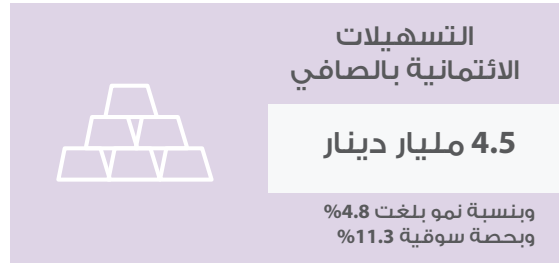 التسهيلات
الائتمانية بالصافي
4.5 مليار دينار
وبنسبة نمو بلغت 4.8%
وبحصة سوقية 11.3%